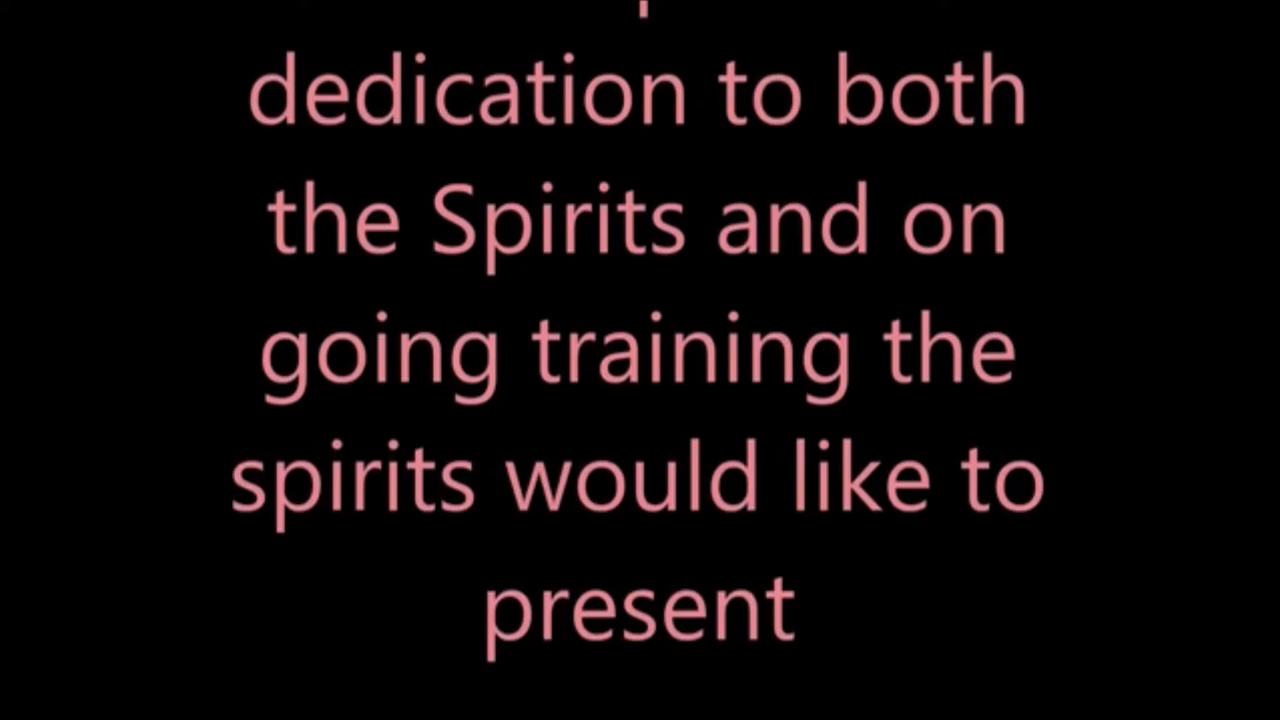 dedication to both
the Spirits and on
going training the
spirits would like to
present